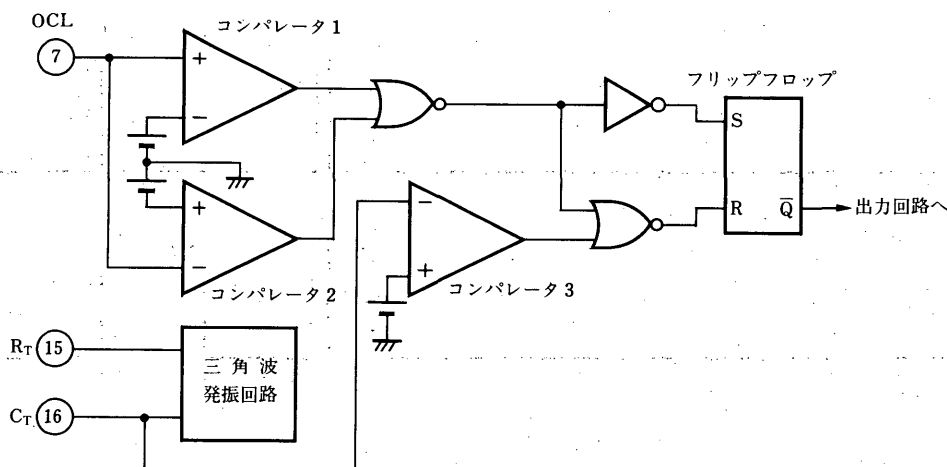 OCL
7
コンパレータ1
+
−
+
−
コンパレータ2
−
+
コンパレータ3
フリップフロップ
S
R
Q̅
出力回路へ
RT 15
三角波
発振回路
CT 16